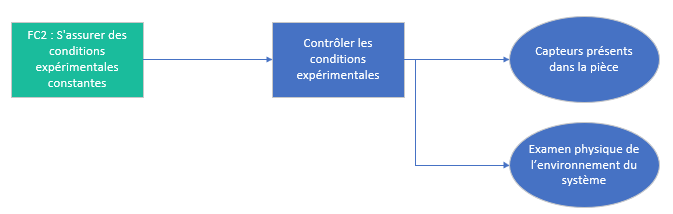 FC2 : S'assurer des
conditions
expérimentales
constantes
Contrôler les
conditions
expérimentales
Capteurs présents
dans la pièce
Examen physique de
l'environnement du
système